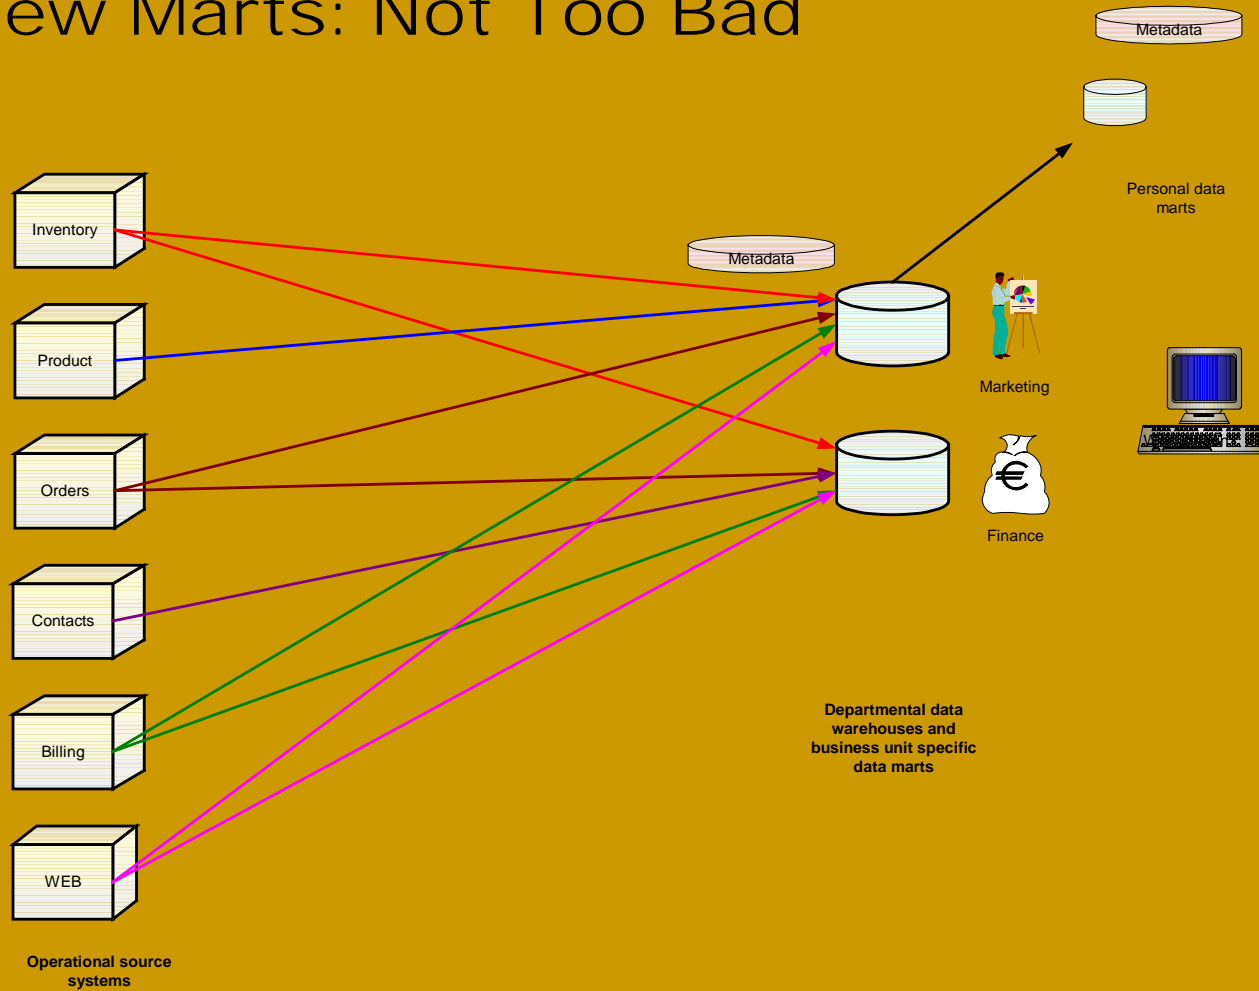 ew Marts: Not Too Bad
Metadata
Personal data
marts
Inventory
Metadata
Product
Marketing
Orders
€
Finance
Contacts
Departmental data
warehouses and
business unit specific
data marts
Billing
WEB
Operational source
systems